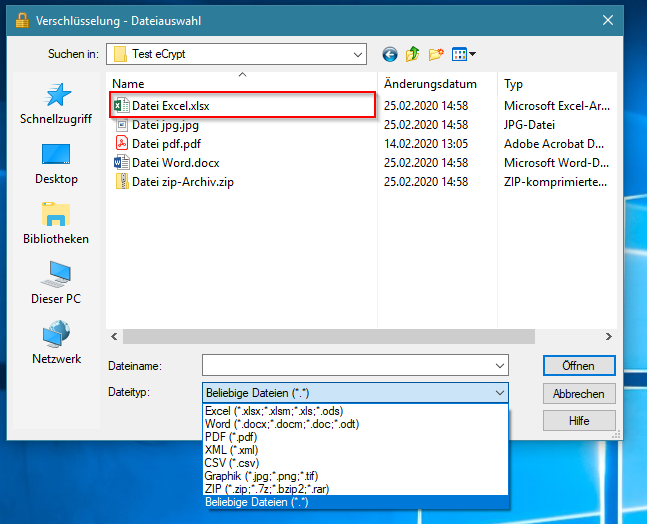 Verschlüsselung - Dateiauswahl
Suchen in: Test eCrypt
Name Änderungsdatum Typ
Datei Excel.xlsx 25.02.2020 14:58 Microsoft Excel-Ar...
Datei jpg.jpg 25.02.2020 14:58 JPG-Datei
Datei pdf.pdf 14.02.2020 13:05 Adobe Acrobat D...
Datei Word.docx 25.02.2020 14:58 Microsoft Word-D...
Datei zip-Archiv.zip 25.02.2020 14:58 ZIP-komprimierte...
Schnellzugriff
Desktop
Bibliotheken
Dieser PC
Netzwerk
Dateiname: Öffnen
Dateityp: Beliebige Dateien (*.*) Abbrechen
Hilfe
Excel (*.xlsx;*.xlsm;*.xls;*.ods)
Word (*.docx;*.docm;*.doc;*.odt)
PDF (*.pdf)
XML (*.xml)
CSV (*.csv)
Graphik (*.jpg;*.png;*.tif)
ZIP (*.zip;*.7z;*.bzip2;*.rar)
Beliebige Dateien (*.*)